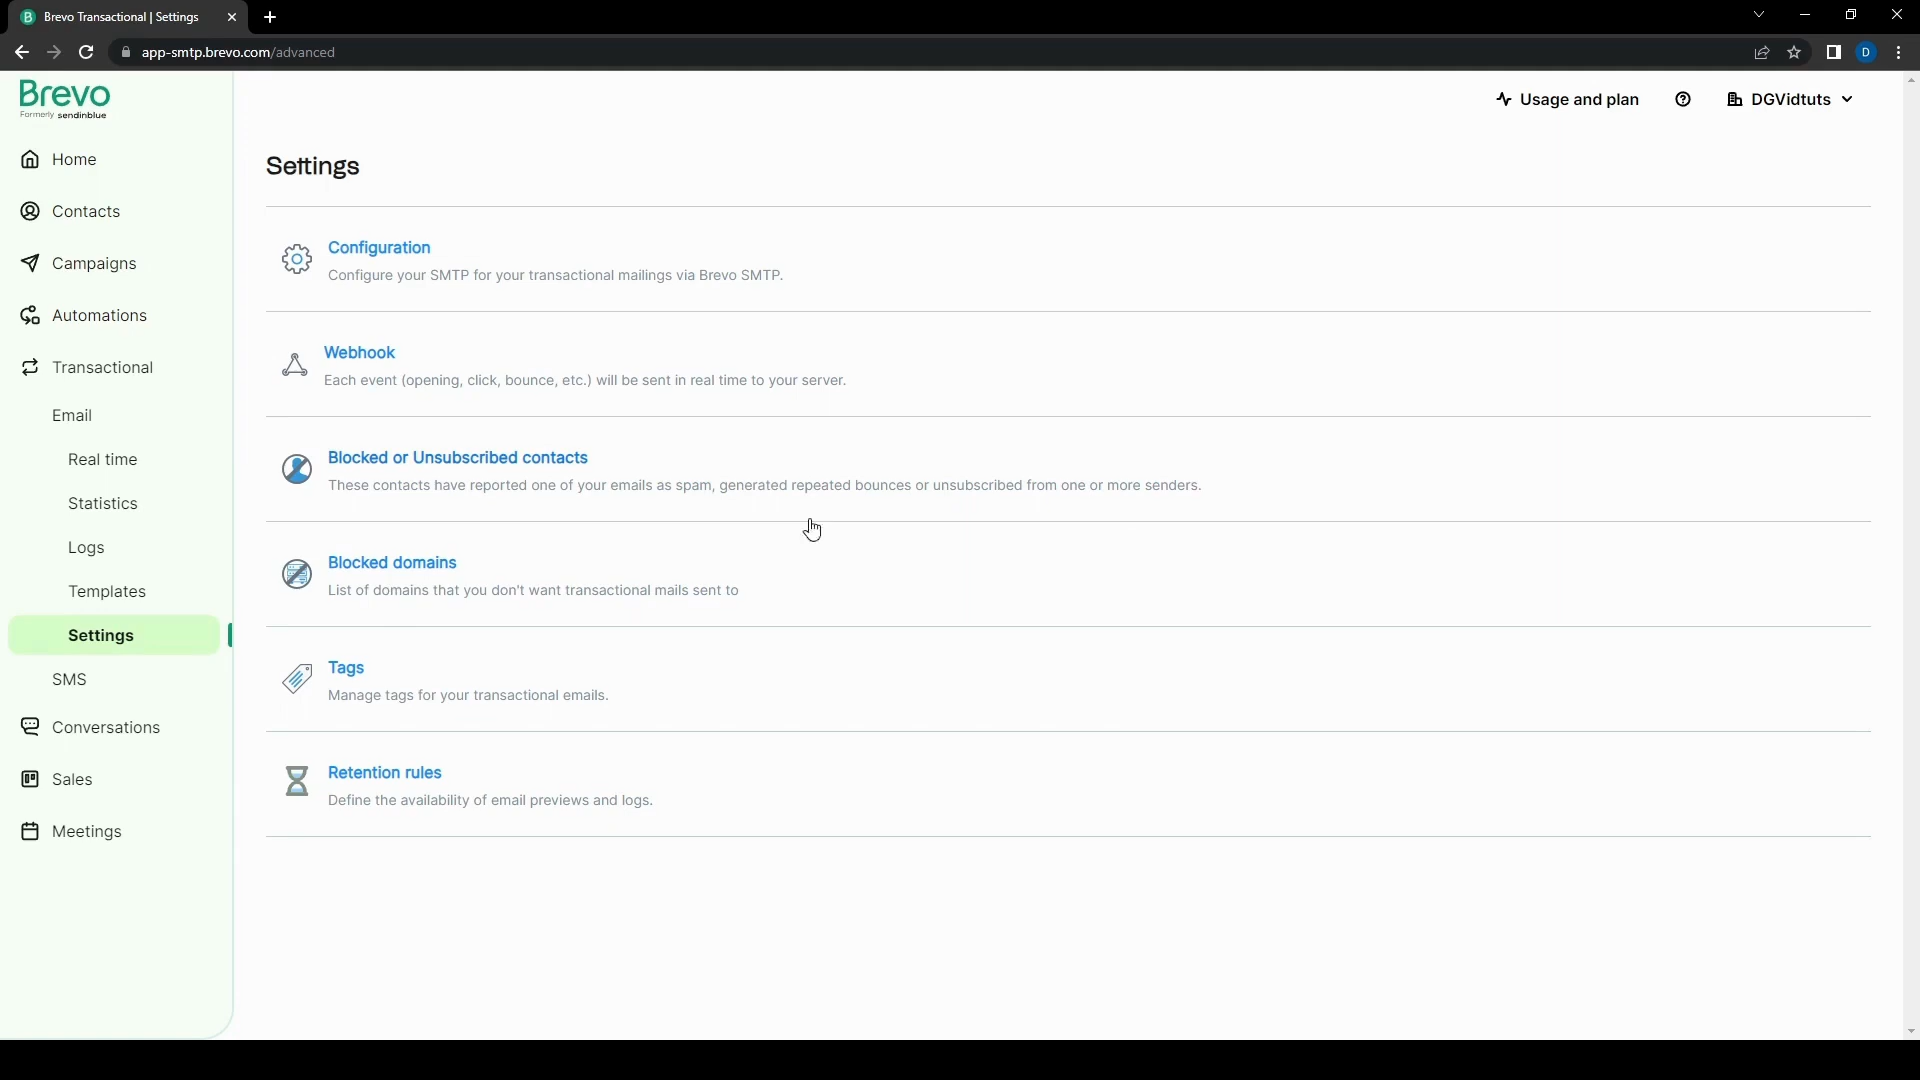 Brevo Transactional | Settings
app-smtp.brevo.com/advanced
D
Brevo
Formerly sendinblue
Usage and plan
DGVidtuts
Home
Contacts
Campaigns
Automations
Transactional
Email
Real time
Statistics
Logs
Templates
Settings
SMS
Conversations
Sales
Meetings
Settings
Configuration
Configure your SMTP for your transactional mailings via Brevo SMTP.
Webhook
Each event (opening, click, bounce, etc.) will be sent in real time to your server.
Blocked or Unsubscribed contacts
These contacts have reported one of your emails as spam, generated repeated bounces or unsubscribed from one or more senders.
Blocked domains
List of domains that you don't want transactional mails sent to
Tags
Manage tags for your transactional emails.
Retention rules
Define the availability of email previews and logs.